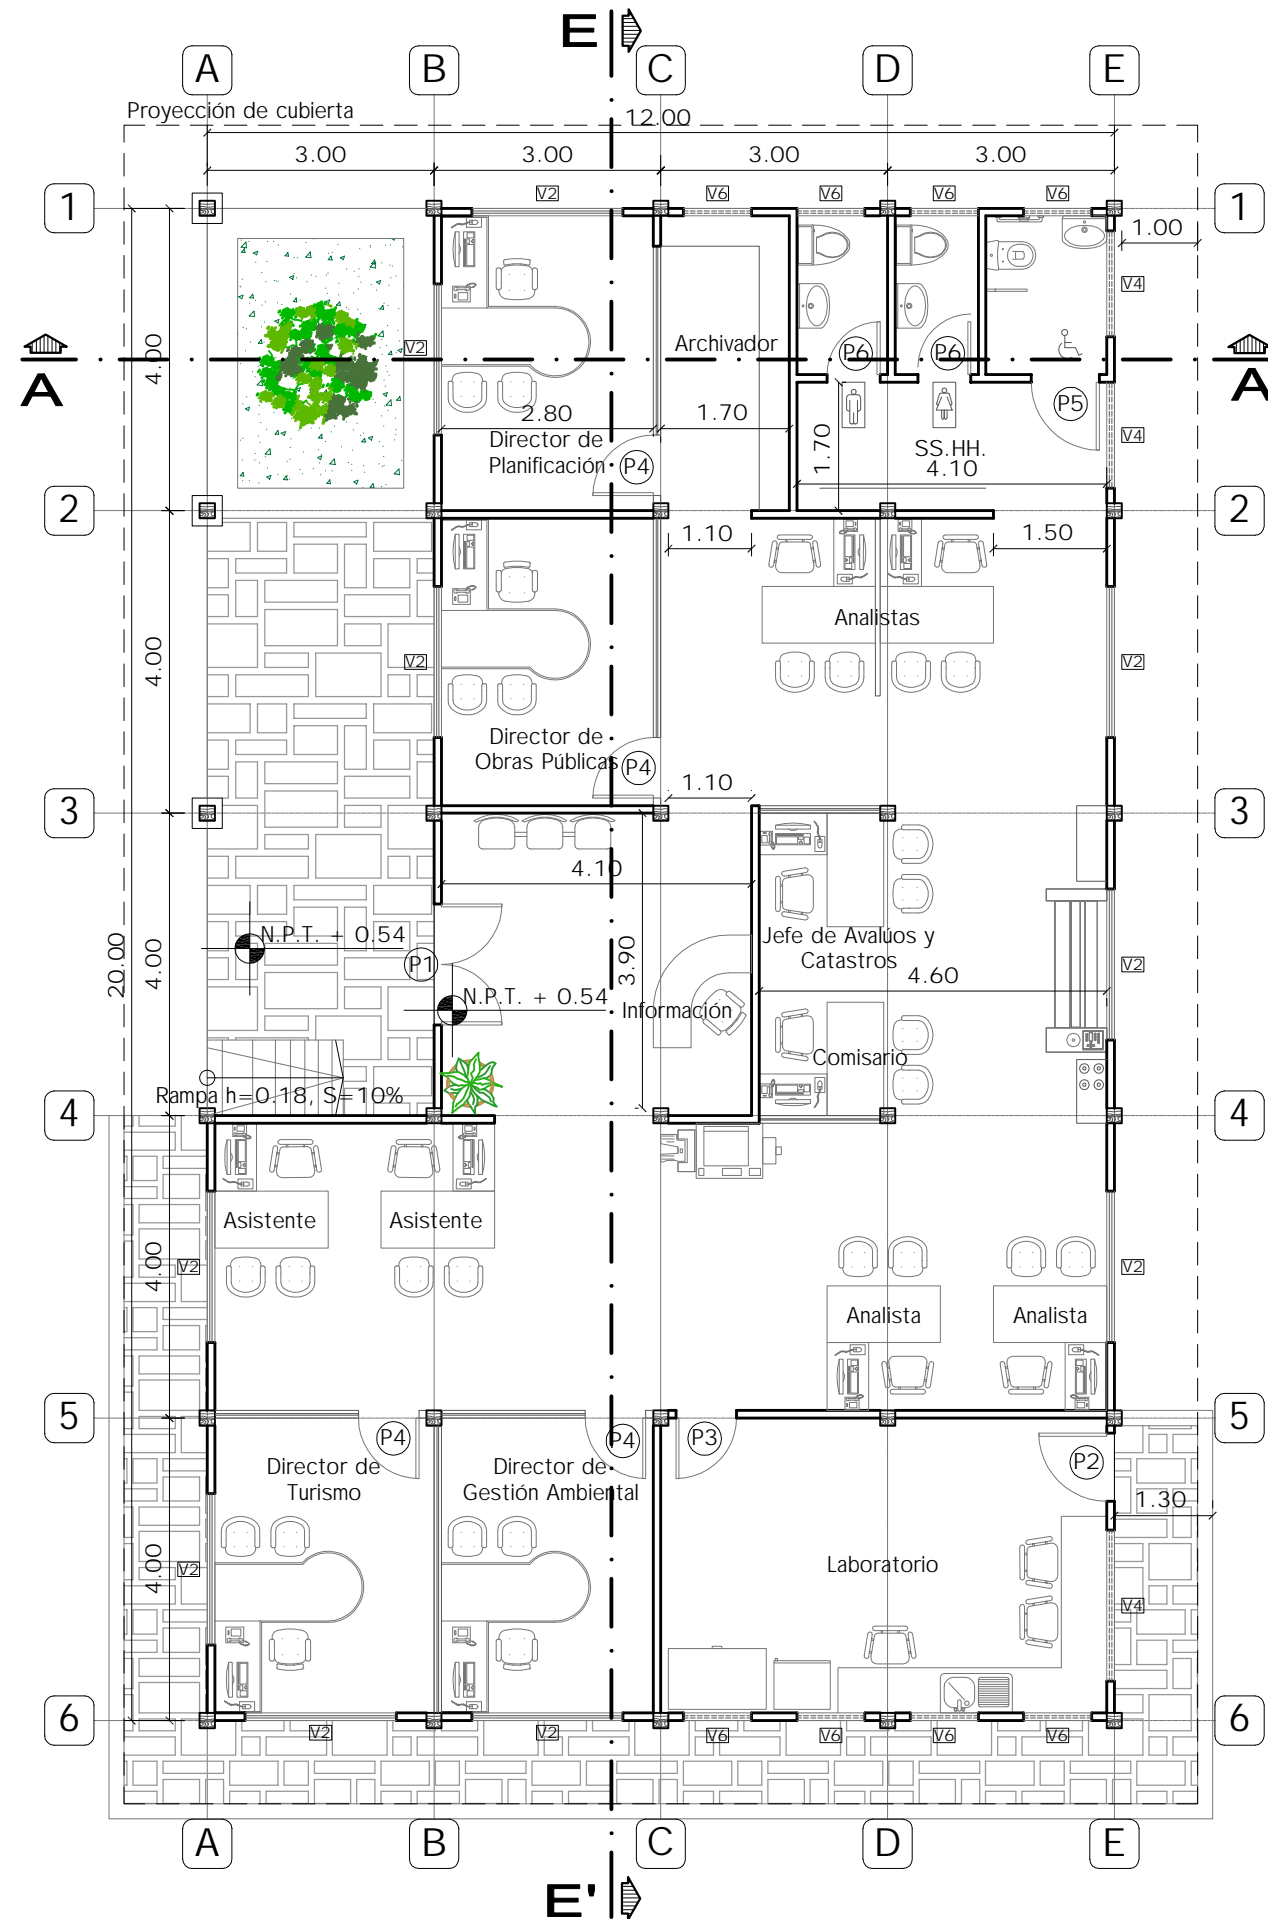 E
A B C D E
Proyección de cubierta
12.00
3.00 3.00 3.00 3.00
V2 V6 V6 V6 V6
1 1
1.00
V4
4.00
V2
Archivador
P6 P6
A A
P5
2.80 1.70
Director de
Planificación
P4
1.70
SS.HH.
4.10
V4
2 2
1.10 1.50
Analistas
4.00
V2 V2
Director de
Obras Públicas
P4
1.10
3 3
4.10
N.P.T. + 0.54
P1
20.00
4.00
3.90
Jefe de Avalúos y
Catastros
4.60
V2
N.P.T. + 0.54
Información
Comisario
Rampa h=0.18, S=10%
4 4
Asistente Asistente
4.00
V2 V2
Analista Analista
5 5
P4 P4 P3 P2
Director de
Turismo
Director de
Gestión Ambiental
1.30
4.00
V2
Laboratorio
V4
6 6
V2 V2 V6 V6 V6 V6
A B C D E
E'